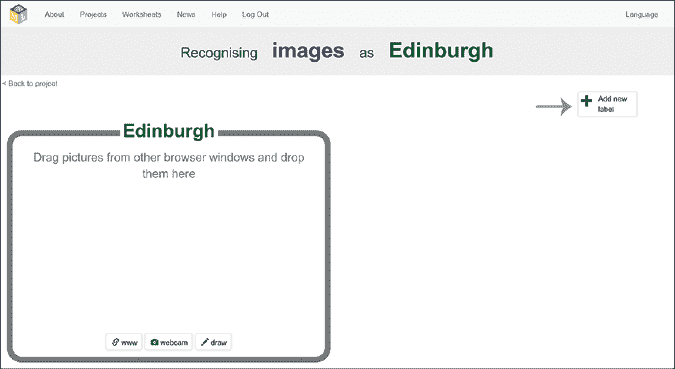 About Projects Worksheets News Help Log Out Language
Recognising images as Edinburgh
< Back to project
Add new
label
Edinburgh
Drag pictures from other browser windows and drop
them here
www webcam draw